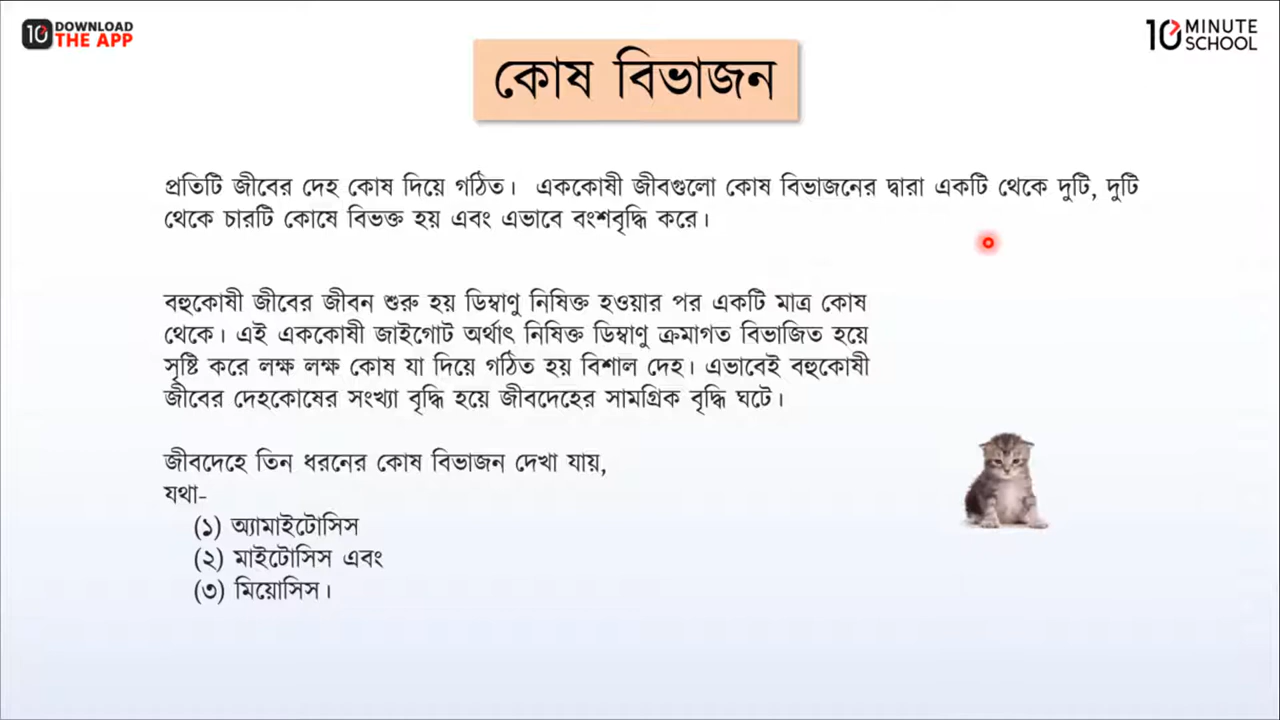 DOWNLOAD
THE APP
10 MINUTE
SCHOOL
কোষ বিভাজন
প্রতিটি জীবের দেহ কোষ দিয়ে গঠিত। এককোষী জীবগুলো কোষ বিভাজনের দ্বারা একটি থেকে দুটি, দুটি
থেকে চারটি কোষে বিভক্ত হয় এবং এভাবে বংশবৃদ্ধি করে।
বহুকোষী জীবের জীবন শুরু হয় ডিম্বাণু নিষিক্ত হওয়ার পর একটি মাত্র কোষ
থেকে। এই এককোষী জাইগোট অর্থাৎ নিষিক্ত ডিম্বাণু ক্রমাগত বিভাজিত হয়ে
সৃষ্টি করে লক্ষ লক্ষ কোষ যা দিয়ে গঠিত হয় বিশাল দেহ। এভাবেই বহুকোষী
জীবের দেহকোষের সংখ্যা বৃদ্ধি হয়ে জীবদেহের সামগ্রিক বৃদ্ধি ঘটে।
জীবদেহে তিন ধরনের কোষ বিভাজন দেখা যায়,
যথা-
(১) অ্যামাইটোসিস
(২) মাইটোসিস এবং
(৩) মিয়োসিস।